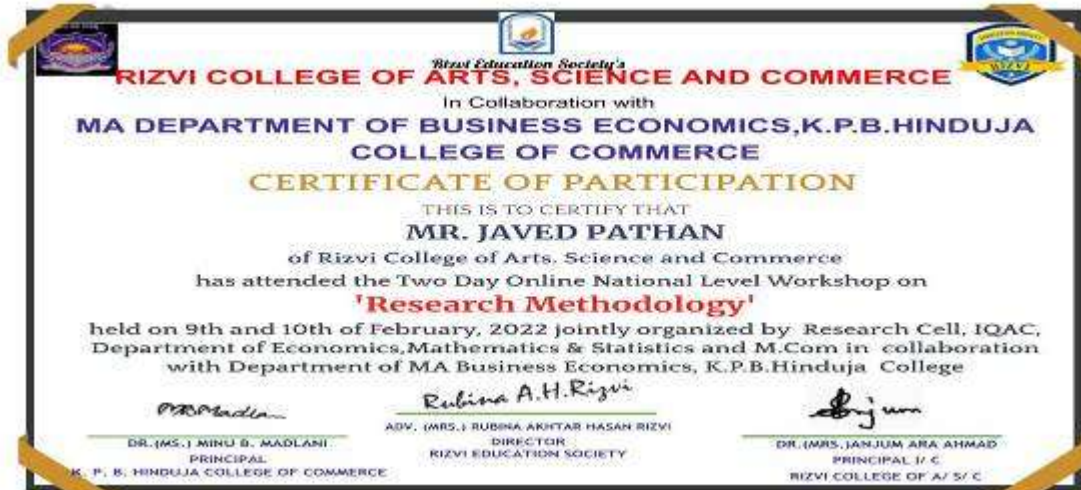 Rizvi Education Society's
RIZVI COLLEGE OF ARTS, SCIENCE AND COMMERCE
In Collaboration with
MA DEPARTMENT OF BUSINESS ECONOMICS,K.P.B.HINDUJA
COLLEGE OF COMMERCE
CERTIFICATE OF PARTICIPATION
THIS IS TO CERTIFY THAT
MR. JAVED PATHAN
of Rizvi College of Arts. Science and Commerce
has attended the Two Day Online National Level Workshop on
'Research Methodology'
held on 9th and 10th of February, 2022 jointly organized by Research Cell, IQAC,
Department of Economics,Mathematics & Statistics and M.Com in collaboration
with Department of MA Business Economics, K.P.B.Hinduja College
Rubina A.H.Rizvi
DR.(MS.) MINU B. MADLANI
PRINCIPAL
K. P. B. HINDUJA COLLEGE OF COMMERCE
ADV. (MRS.) RUBINA AKHTAR HASAN RIZVI
DIRECTOR
RIZVI EDUCATION SOCIETY
DR.(MRS.)ANJUM ARA AHMAD
PRINCIPAL I/ C
RIZVI COLLEGE OF A/ S/ C
RIZVI